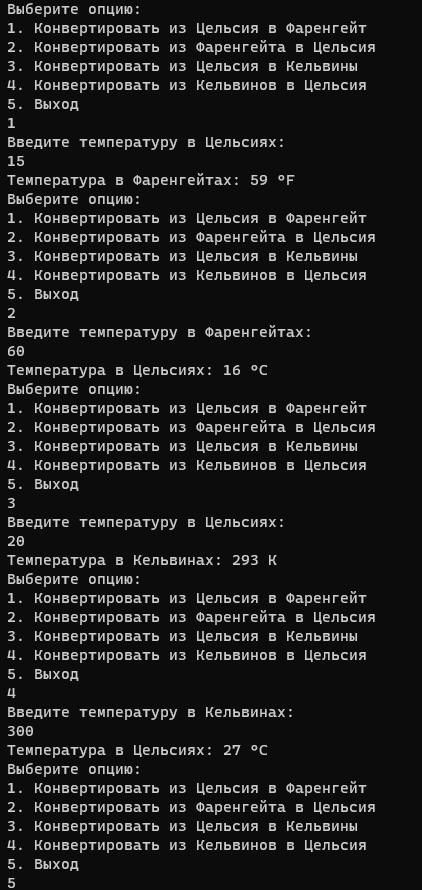 Выберите опцию:
1. Конвертировать из Цельсия в Фаренгейт
2. Конвертировать из Фаренгейта в Цельсия
3. Конвертировать из Цельсия в Кельвины
4. Конвертировать из Кельвинов в Цельсия
5. Выход
1
Введите температуру в Цельсиях:
15
Температура в Фаренгейтах: 59 °F
Выберите опцию:
1. Конвертировать из Цельсия в Фаренгейт
2. Конвертировать из Фаренгейта в Цельсия
3. Конвертировать из Цельсия в Кельвины
4. Конвертировать из Кельвинов в Цельсия
5. Выход
2
Введите температуру в Фаренгейтах:
60
Температура в Цельсиях: 16 °C
Выберите опцию:
1. Конвертировать из Цельсия в Фаренгейт
2. Конвертировать из Фаренгейта в Цельсия
3. Конвертировать из Цельсия в Кельвины
4. Конвертировать из Кельвинов в Цельсия
5. Выход
3
Введите температуру в Цельсиях:
20
Температура в Кельвинах: 293 K
Выберите опцию:
1. Конвертировать из Цельсия в Фаренгейт
2. Конвертировать из Фаренгейта в Цельсия
3. Конвертировать из Цельсия в Кельвины
4. Конвертировать из Кельвинов в Цельсия
5. Выход
4
Введите температуру в Кельвинах:
300
Температура в Цельсиях: 27 °C
Выберите опцию:
1. Конвертировать из Цельсия в Фаренгейт
2. Конвертировать из Фаренгейта в Цельсия
3. Конвертировать из Цельсия в Кельвины
4. Конвертировать из Кельвинов в Цельсия
5. Выход
5